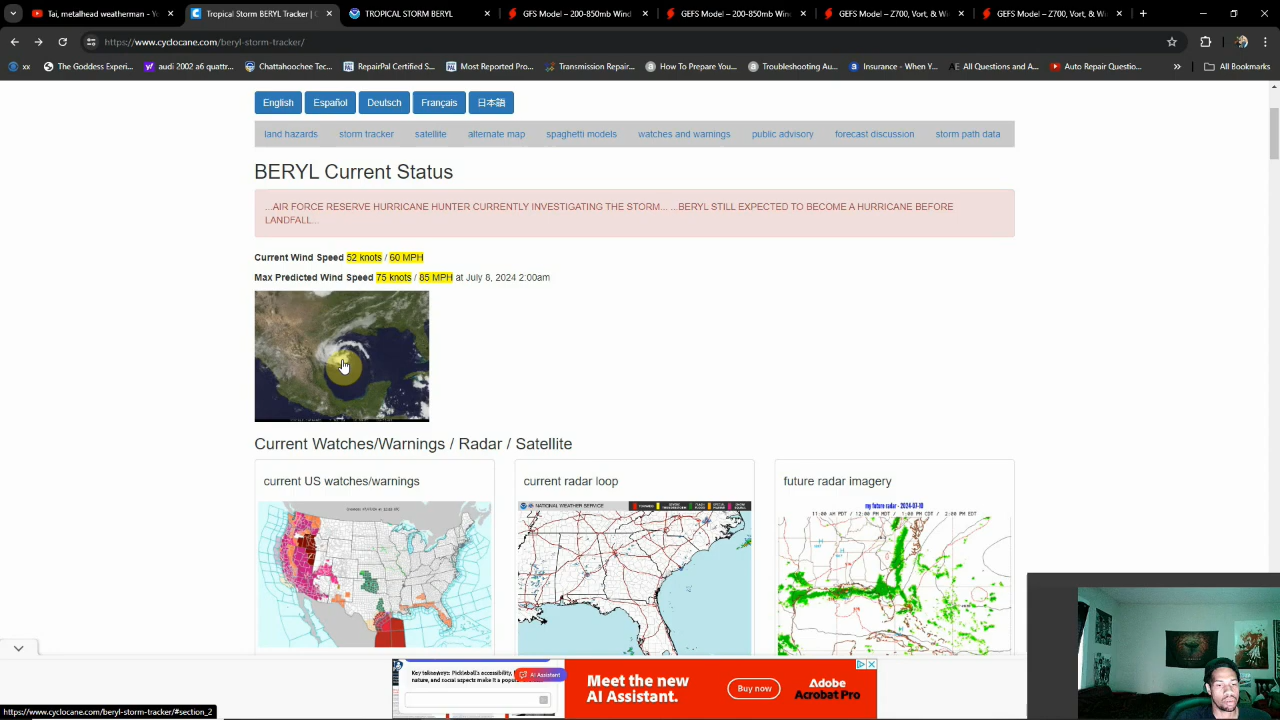 Tai, metalhead weatherman - Y
Tropical Storm BERYL Tracker | C
TROPICAL STORM BERYL
GFS Model – 200-850mb Wind
GEFS Model – 200-850mb Wind
GEFS Model – Z700, Vort, & Wi
GEFS Model – Z700, Vort, & Wi
https://www.cyclocane.com/beryl-storm-tracker/
xx
The Goddess Experi...
audi 2002 a6 quattr...
Chattahoochee Tec...
RepairPal Certified S...
Most Reported Pro...
Transmission Repair...
How To Prepare You...
Troubleshooting Au...
Insurance - When Y...
All Questions and A...
Auto Repair Questio...
All Bookmarks
English
Español
Deutsch
Français
日本語
land hazards
storm tracker
satellite
alternate map
spaghetti models
watches and warnings
public advisory
forecast discussion
storm path data
BERYL Current Status
...AIR FORCE RESERVE HURRICANE HUNTER CURRENTLY INVESTIGATING THE STORM... ...BERYL STILL EXPECTED TO BECOME A HURRICANE BEFORE
LANDFALL...
Current Wind Speed 52 knots / 60 MPH
Max Predicted Wind Speed 75 knots / 85 MPH at July 8, 2024 2:00am
Current Watches/Warnings / Radar / Satellite
current US watches/warnings
current radar loop
future radar imagery
NATIONAL WEATHER SERVICE
AI Assistant
Meet the new
AI Assistant.
Buy now
Adobe
Acrobat Pro
https://www.cyclocane.com/beryl-storm-tracker/#section_2